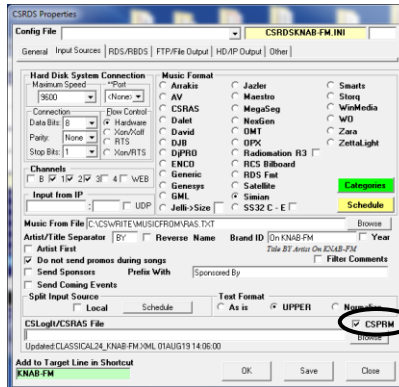 CSRDS Properties
Config File CSRDSKNAB-FM.INI
General Input Sources RDS/RBDS FTP/File Output HD/IP Output Other
Hard Disk System Connection
Maximum Speed **Port
9600 <None>
Connection Flow Control
Data Bits: 8 Hardware
Xon/Xoff
Parity: None RTS
Stop Bits: 1 Xon/RTS
Channels
B 1 2 3 4 WEB
Input from IP
: UDP
Music Format
Arrakis Jazler Smarts
AV Maestro Storq
CSRAS MegaSeg WinMedia
Dalet NexGen WO
David OMT Zara
DJB OPX ZettaLight
DJPRO Radiomation R3
ENCO RCS Bilboard
Generic RDS Fmt
Genesys Satellite
GML Simian
Jelli->Size SS32 C - E
Categories
Schedule
Music From File C:\CSWRITE\MUSICFROM\RAS.TXT Browse
Artist/Title Separator BY Reverse Name Brand ID On KNAB-FM Year
Artist First Title BY Artist On KNAB-FM
Do not send promos during songs Filter Comments
Send Sponsors Prefix With Sponsored By
Send Coming Events
Split Input Source Text Format
Local Schedule As is UPPER Normalize
CSLogIt/CSRAS File CSPRM
Browse
Updated:CLASSICAL24_KNAB-FM.XML 01AUG19 14:06:00
Add to Target Line in Shortcut
KNAB-FM OK Save Close